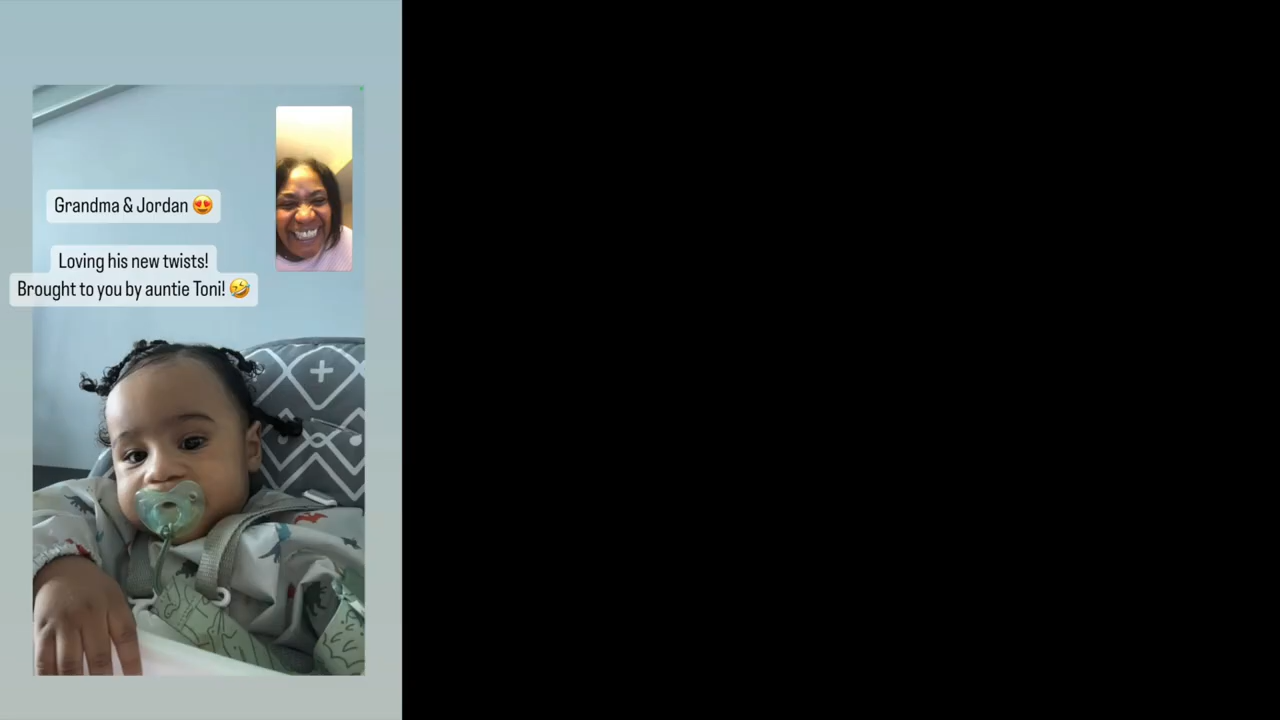 Grandma & Jordan 😍
Loving his new twists!
Brought to you by auntie Toni! 🤣